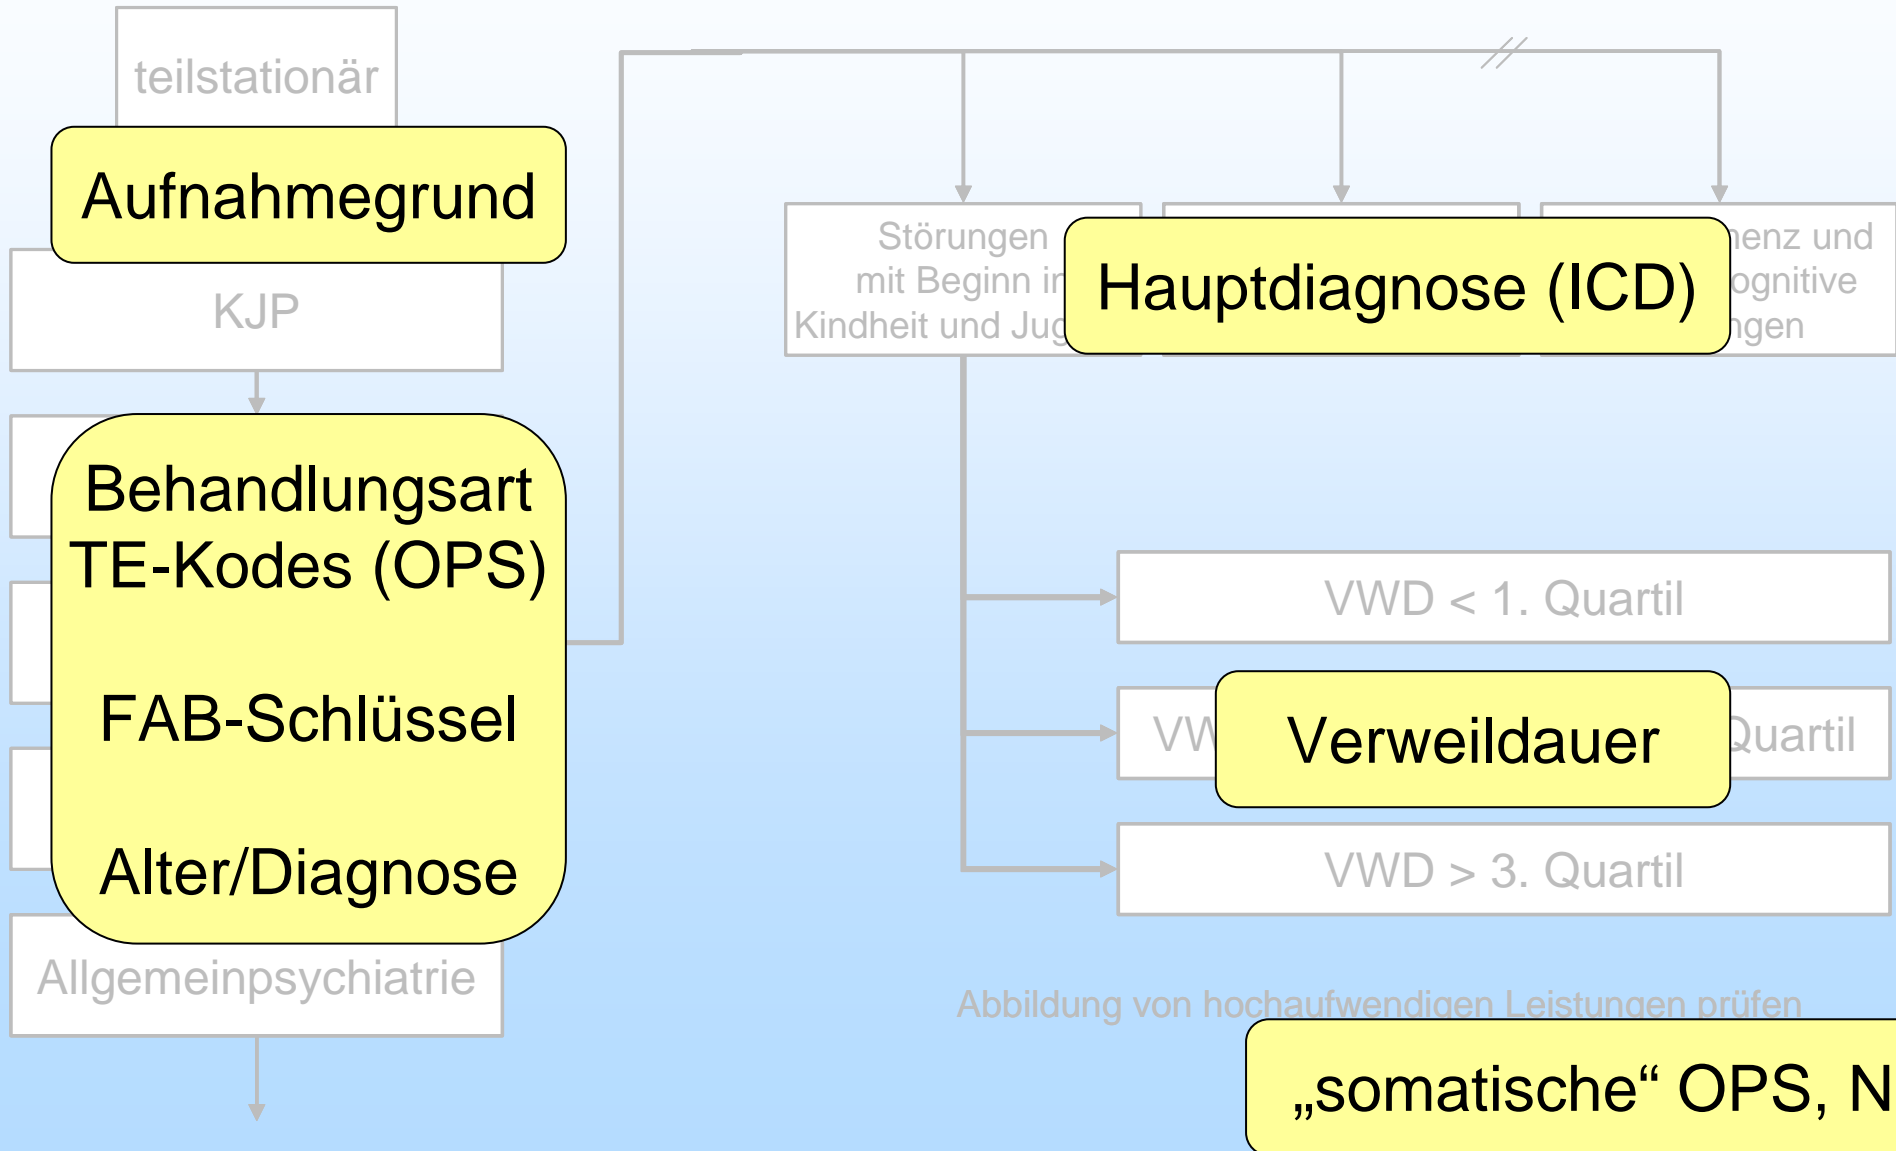 teilstationär
Aufnahmegrund
KJP
Behandlungsart
TE-Kodes (OPS)
FAB-Schlüssel
Alter/Diagnose
Allgemeinpsychiatrie
Störungen
mit Beginn in
Kindheit und Jug
Hauptdiagnose (ICD)
enz und
ognitive
ngen
VWD < 1. Quartil
VW
Verweildauer
Quartil
VWD > 3. Quartil
Abbildung von hochaufwendigen Leistungen prüfen
„somatische“ OPS, N